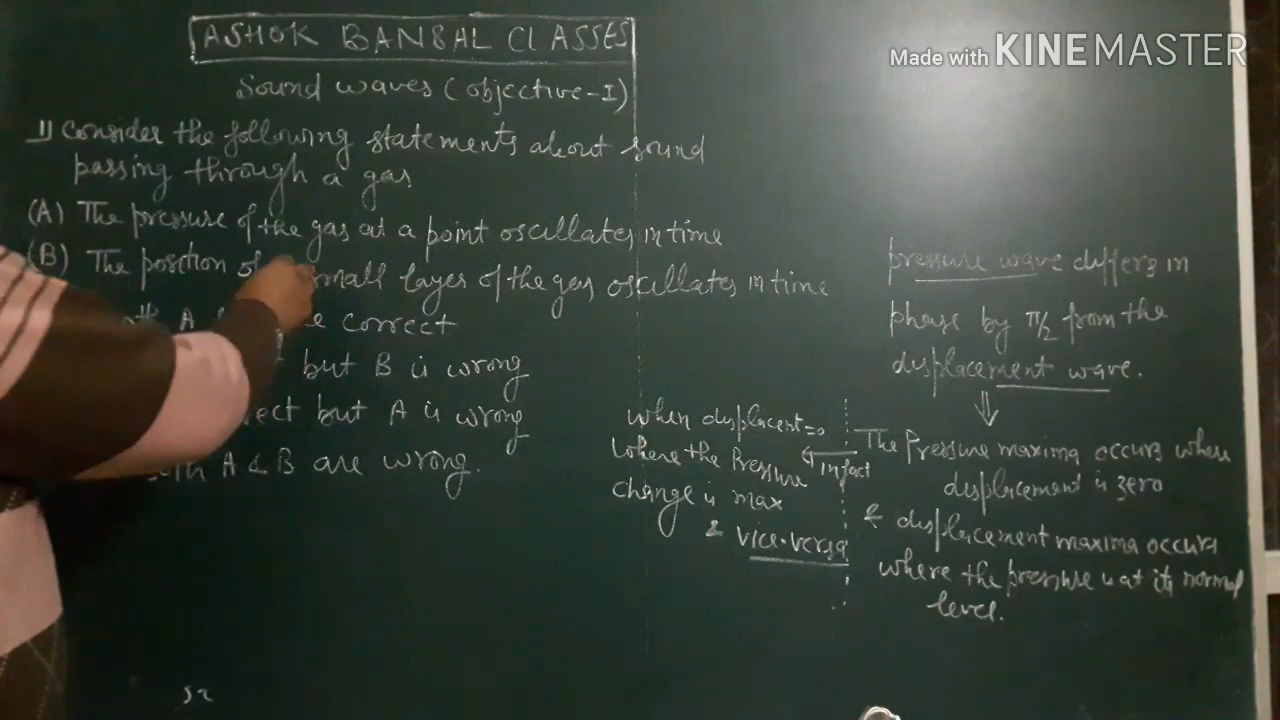 ASHOK BANSAL CLASSES
Made with KINEMASTER
Sound waves (objective-I)
1) Consider the following statements about sound
passing through a gas
(A) The pressure of the gas at a point oscillates in time
(B) The position of small layer of the gas oscillates in time
A correct
but B is wrong
but A is wrong
A & B are wrong.
pressure wave differs in
phase by π/2 from the
displacement wave.
⇓
The Pressure maxima occurs where
displacement is zero
& displacement maxima occurs
where the pressure is at its normal
level.
infact
when displacent = 0
where the Pressure
change is max
& vice-versa